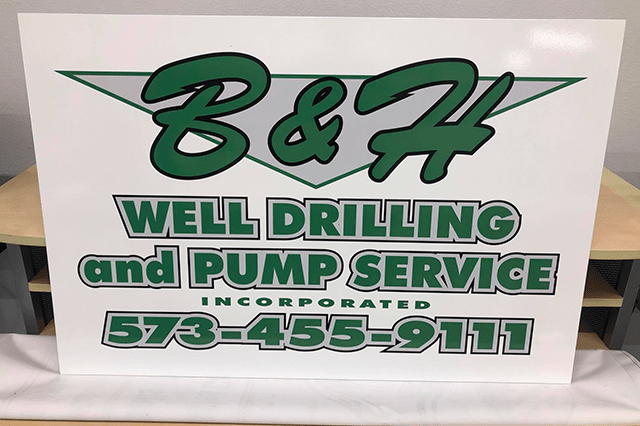 B & H
WELL DRILLING
and PUMP SERVICE
INCORPORATED
573-455-9111